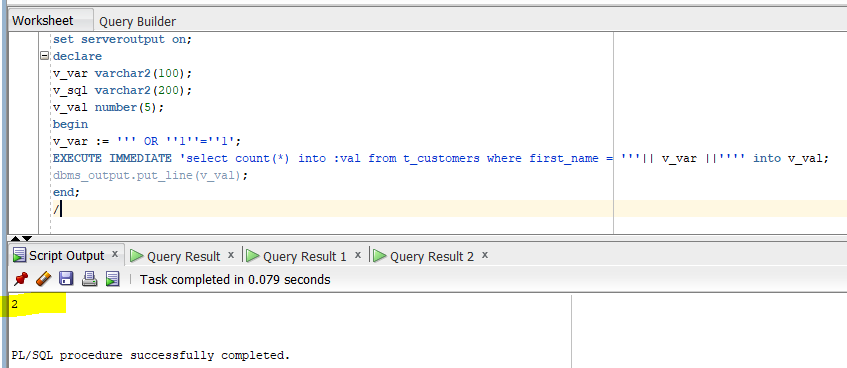 Worksheet Query Builder
set serveroutput on;
declare
v_var varchar2(100);
v_sql varchar2(200);
v_val number(5);
begin
v_var := ''' OR ''1''=''1';
EXECUTE IMMEDIATE 'select count(*) into :val from t_customers where first_name = '''|| v_var ||'''' into v_val;
dbms_output.put_line(v_val);
end;
/
Script Output x Query Result x Query Result 1 x Query Result 2 x
Task completed in 0.079 seconds
2
PL/SQL procedure successfully completed.